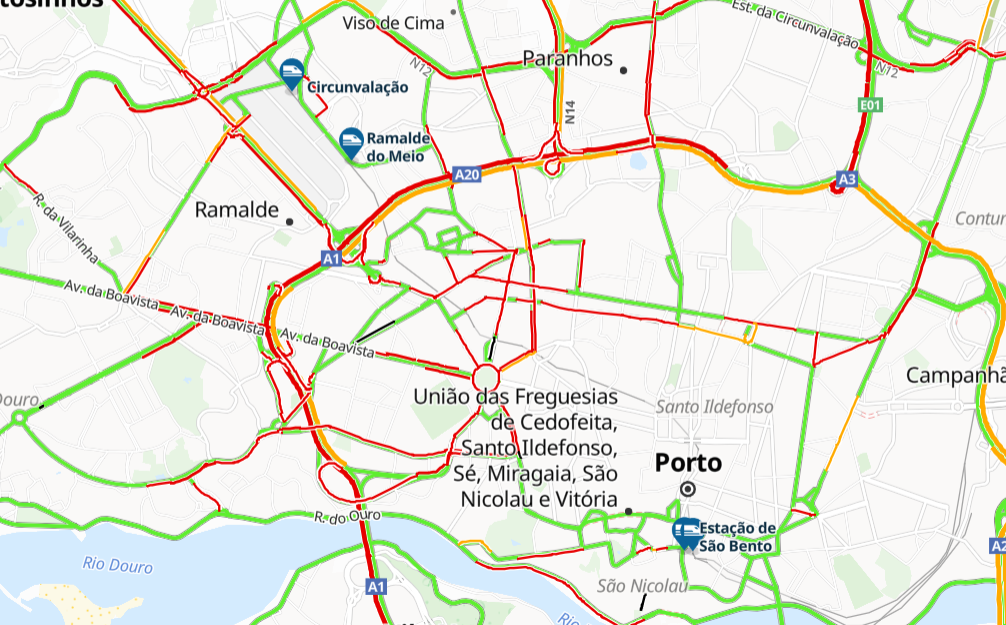 tosinhos
Viso de Cima
Est. da Circunvalação
Paranhos
N12
N12
Circunvalação
N14
E01
Ramalde
do Meio
A20
A3
R. da Vilarinha
Ramalde
A1
Av. da Boavista
Av. da Boavista
Av. da Boavista
Campanhã
União das Freguesias
de Cedofeita,
Santo Ildefonso,
Sé, Miragaia, São
Nicolau e Vitória
Santo Ildefonso
Porto
R. do Ouro
Estação de
São Bento
Rio Douro
A1
São Nicolau
Rio